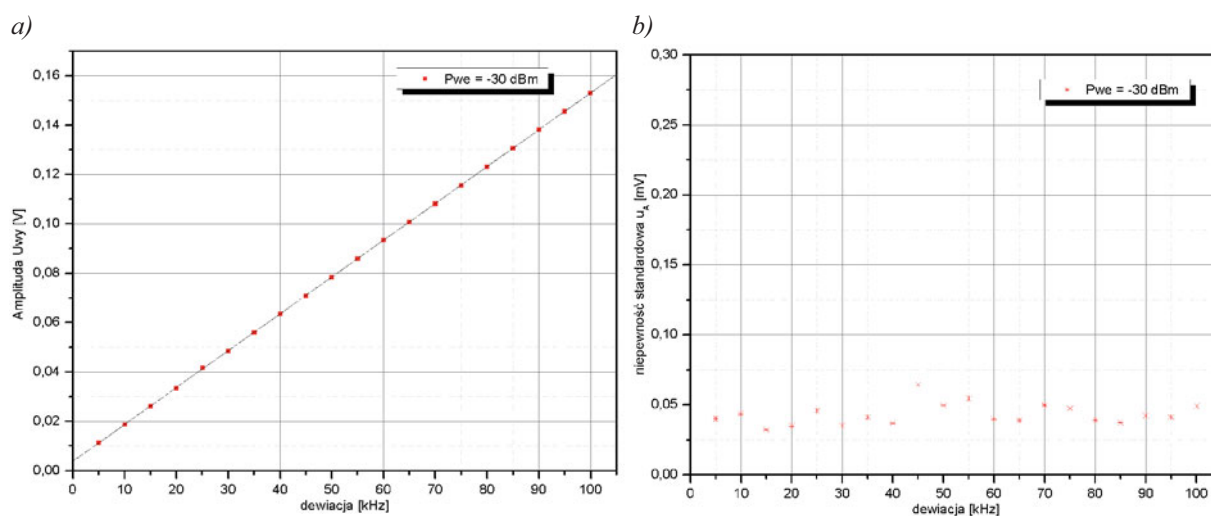 a)
0,16
0,14
0,12
0,10
0,08
0,06
0,04
0,02
0,00
Amplituda Uwy [V]
Pwe = -30 dBm
0 10 20 30 40 50 60 70 80 90 100
dewiacja [kHz]
b)
0,30
0,25
0,20
0,15
0,10
0,05
0,00
niepewność standardowa u_A [mV]
Pwe = -30 dBm
0 10 20 30 40 50 60 70 80 90 100
dewiacja [kHz]